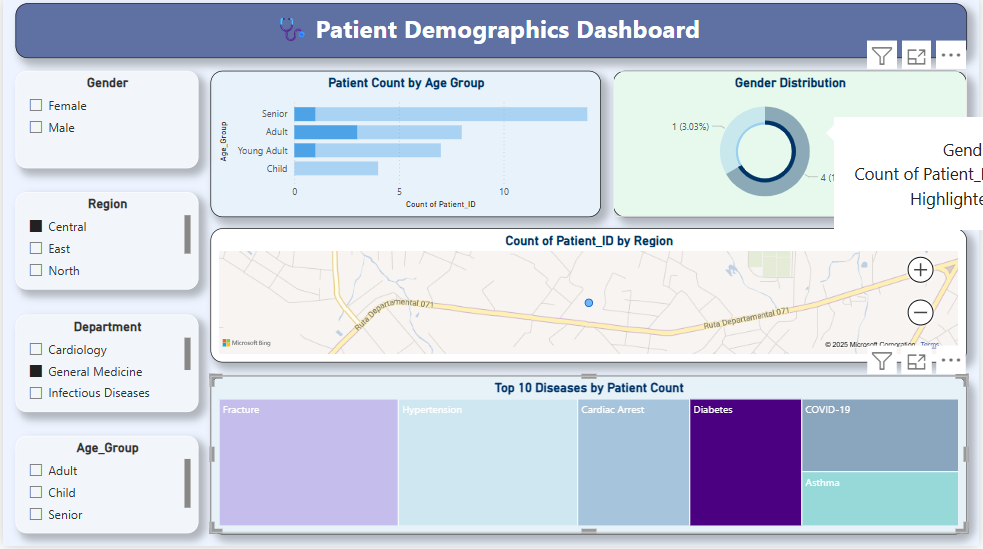 Patient Demographics Dashboard
Gender
Female
Male
Region
Central
East
North
Department
Cardiology
General Medicine
Infectious Diseases
Age_Group
Adult
Child
Senior
Patient Count by Age Group
Age_Group
Senior
Adult
Young Adult
Child
0
5
10
Count of Patient_ID
Gender Distribution
1 (3.03%)
4 (1
Gend
Count of Patient_I
Highlighte
Count of Patient_ID by Region
Ruta Departamental 071
Ruta Departamental 071
Microsoft Bing
© 2025 Microsoft Corporation Terms
Top 10 Diseases by Patient Count
Fracture
Hypertension
Cardiac Arrest
Diabetes
COVID-19
Asthma